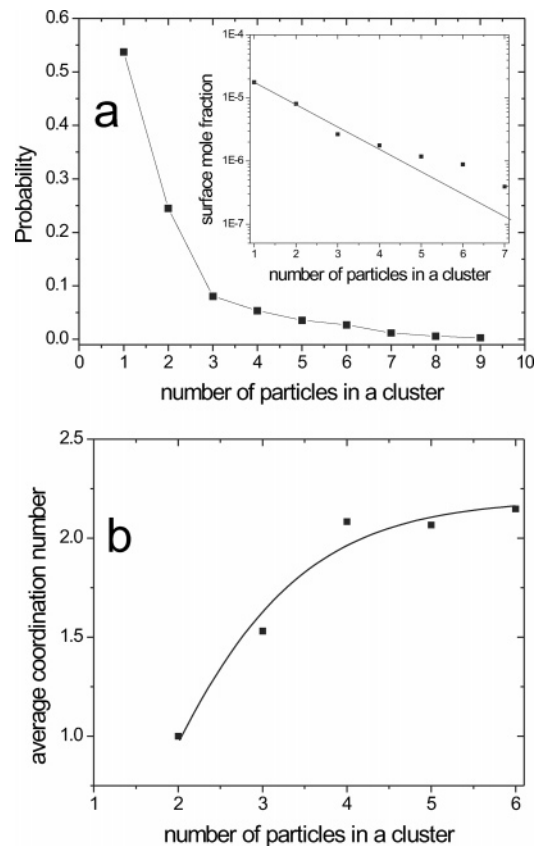 a
Probability
0.6
0.5
0.4
0.3
0.2
0.1
0.0
0 1 2 3 4 5 6 7 8 9 10
number of particles in a cluster
surface mole fraction
1E-4
1E-5
1E-6
1E-7
1 2 3 4 5 6 7
number of particles in a cluster
b
average coordination number
2.5
2.0
1.5
1.0
1 2 3 4 5 6
number of particles in a cluster